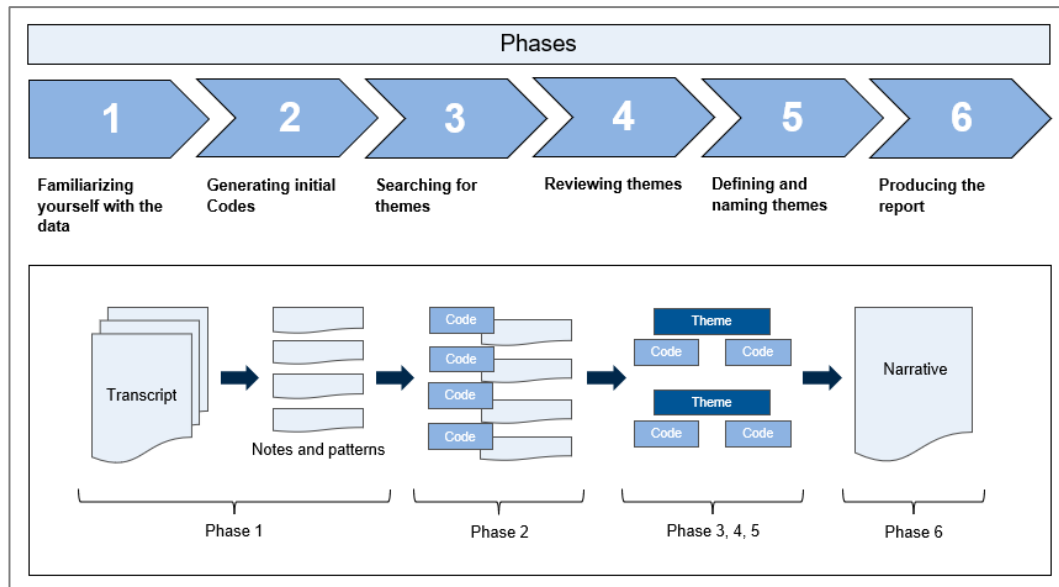 Phases
1
2
3
4
5
6
Familiarizing
yourself with the
data
Generating initial
Codes
Searching for
themes
Reviewing themes
Defining and
naming themes
Producing the
report
Transcript
Notes and patterns
Code
Code
Code
Code
Theme
Code
Code
Theme
Code
Code
Narrative
Phase 1
Phase 2
Phase 3, 4, 5
Phase 6